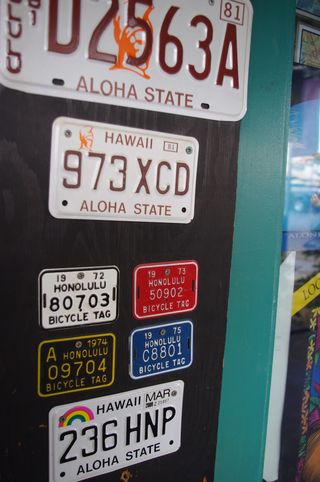 81
D2563A
ALOHA STATE
HAWAII 81
973 XCD
ALOHA STATE
19 72
HONOLULU
80703
BICYCLE TAG
19 73
HONOLULU
50902
BICYCLE TAG
A 1974
HONOLULU
09704
BICYCLE TAG
19 75
HONOLULU
C8801
BICYCLE TAG
HAWAII MAR
236 HNP
ALOHA STATE